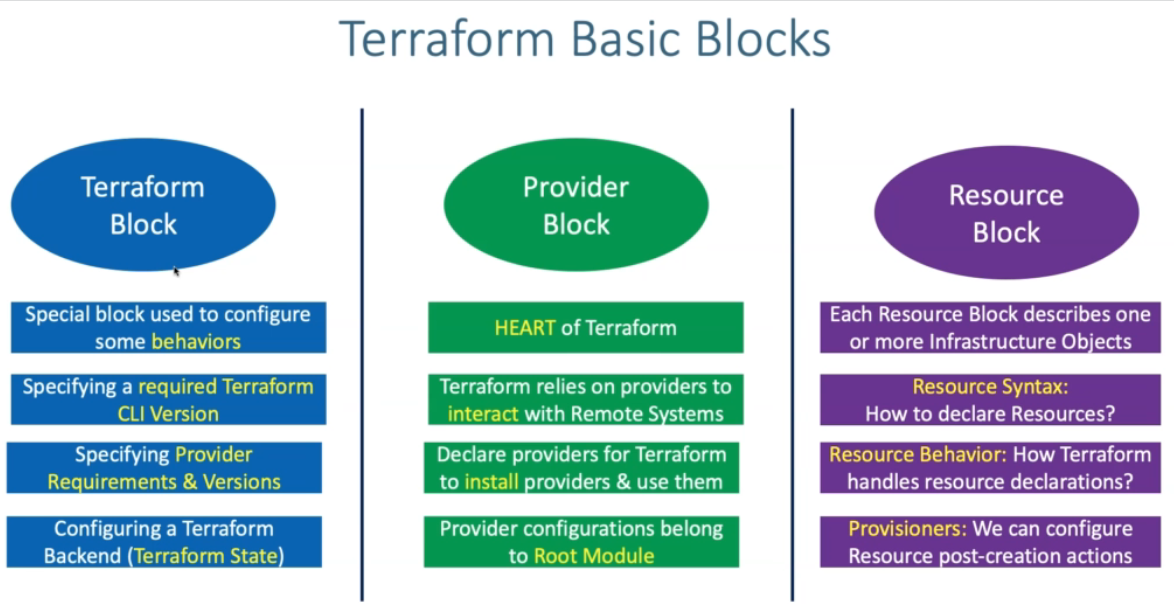 Terraform Basic Blocks
Terraform
Block
Special block used to configure
some behaviors
Specifying a required Terraform
CLI Version
Specifying Provider
Requirements & Versions
Configuring a Terraform
Backend (Terraform State)
Provider
Block
HEART of Terraform
Terraform relies on providers to
interact with Remote Systems
Declare providers for Terraform
to install providers & use them
Provider configurations belong
to Root Module
Resource
Block
Each Resource Block describes one
or more Infrastructure Objects
Resource Syntax:
How to declare Resources?
Resource Behavior: How Terraform
handles resource declarations?
Provisioners: We can configure
Resource post-creation actions